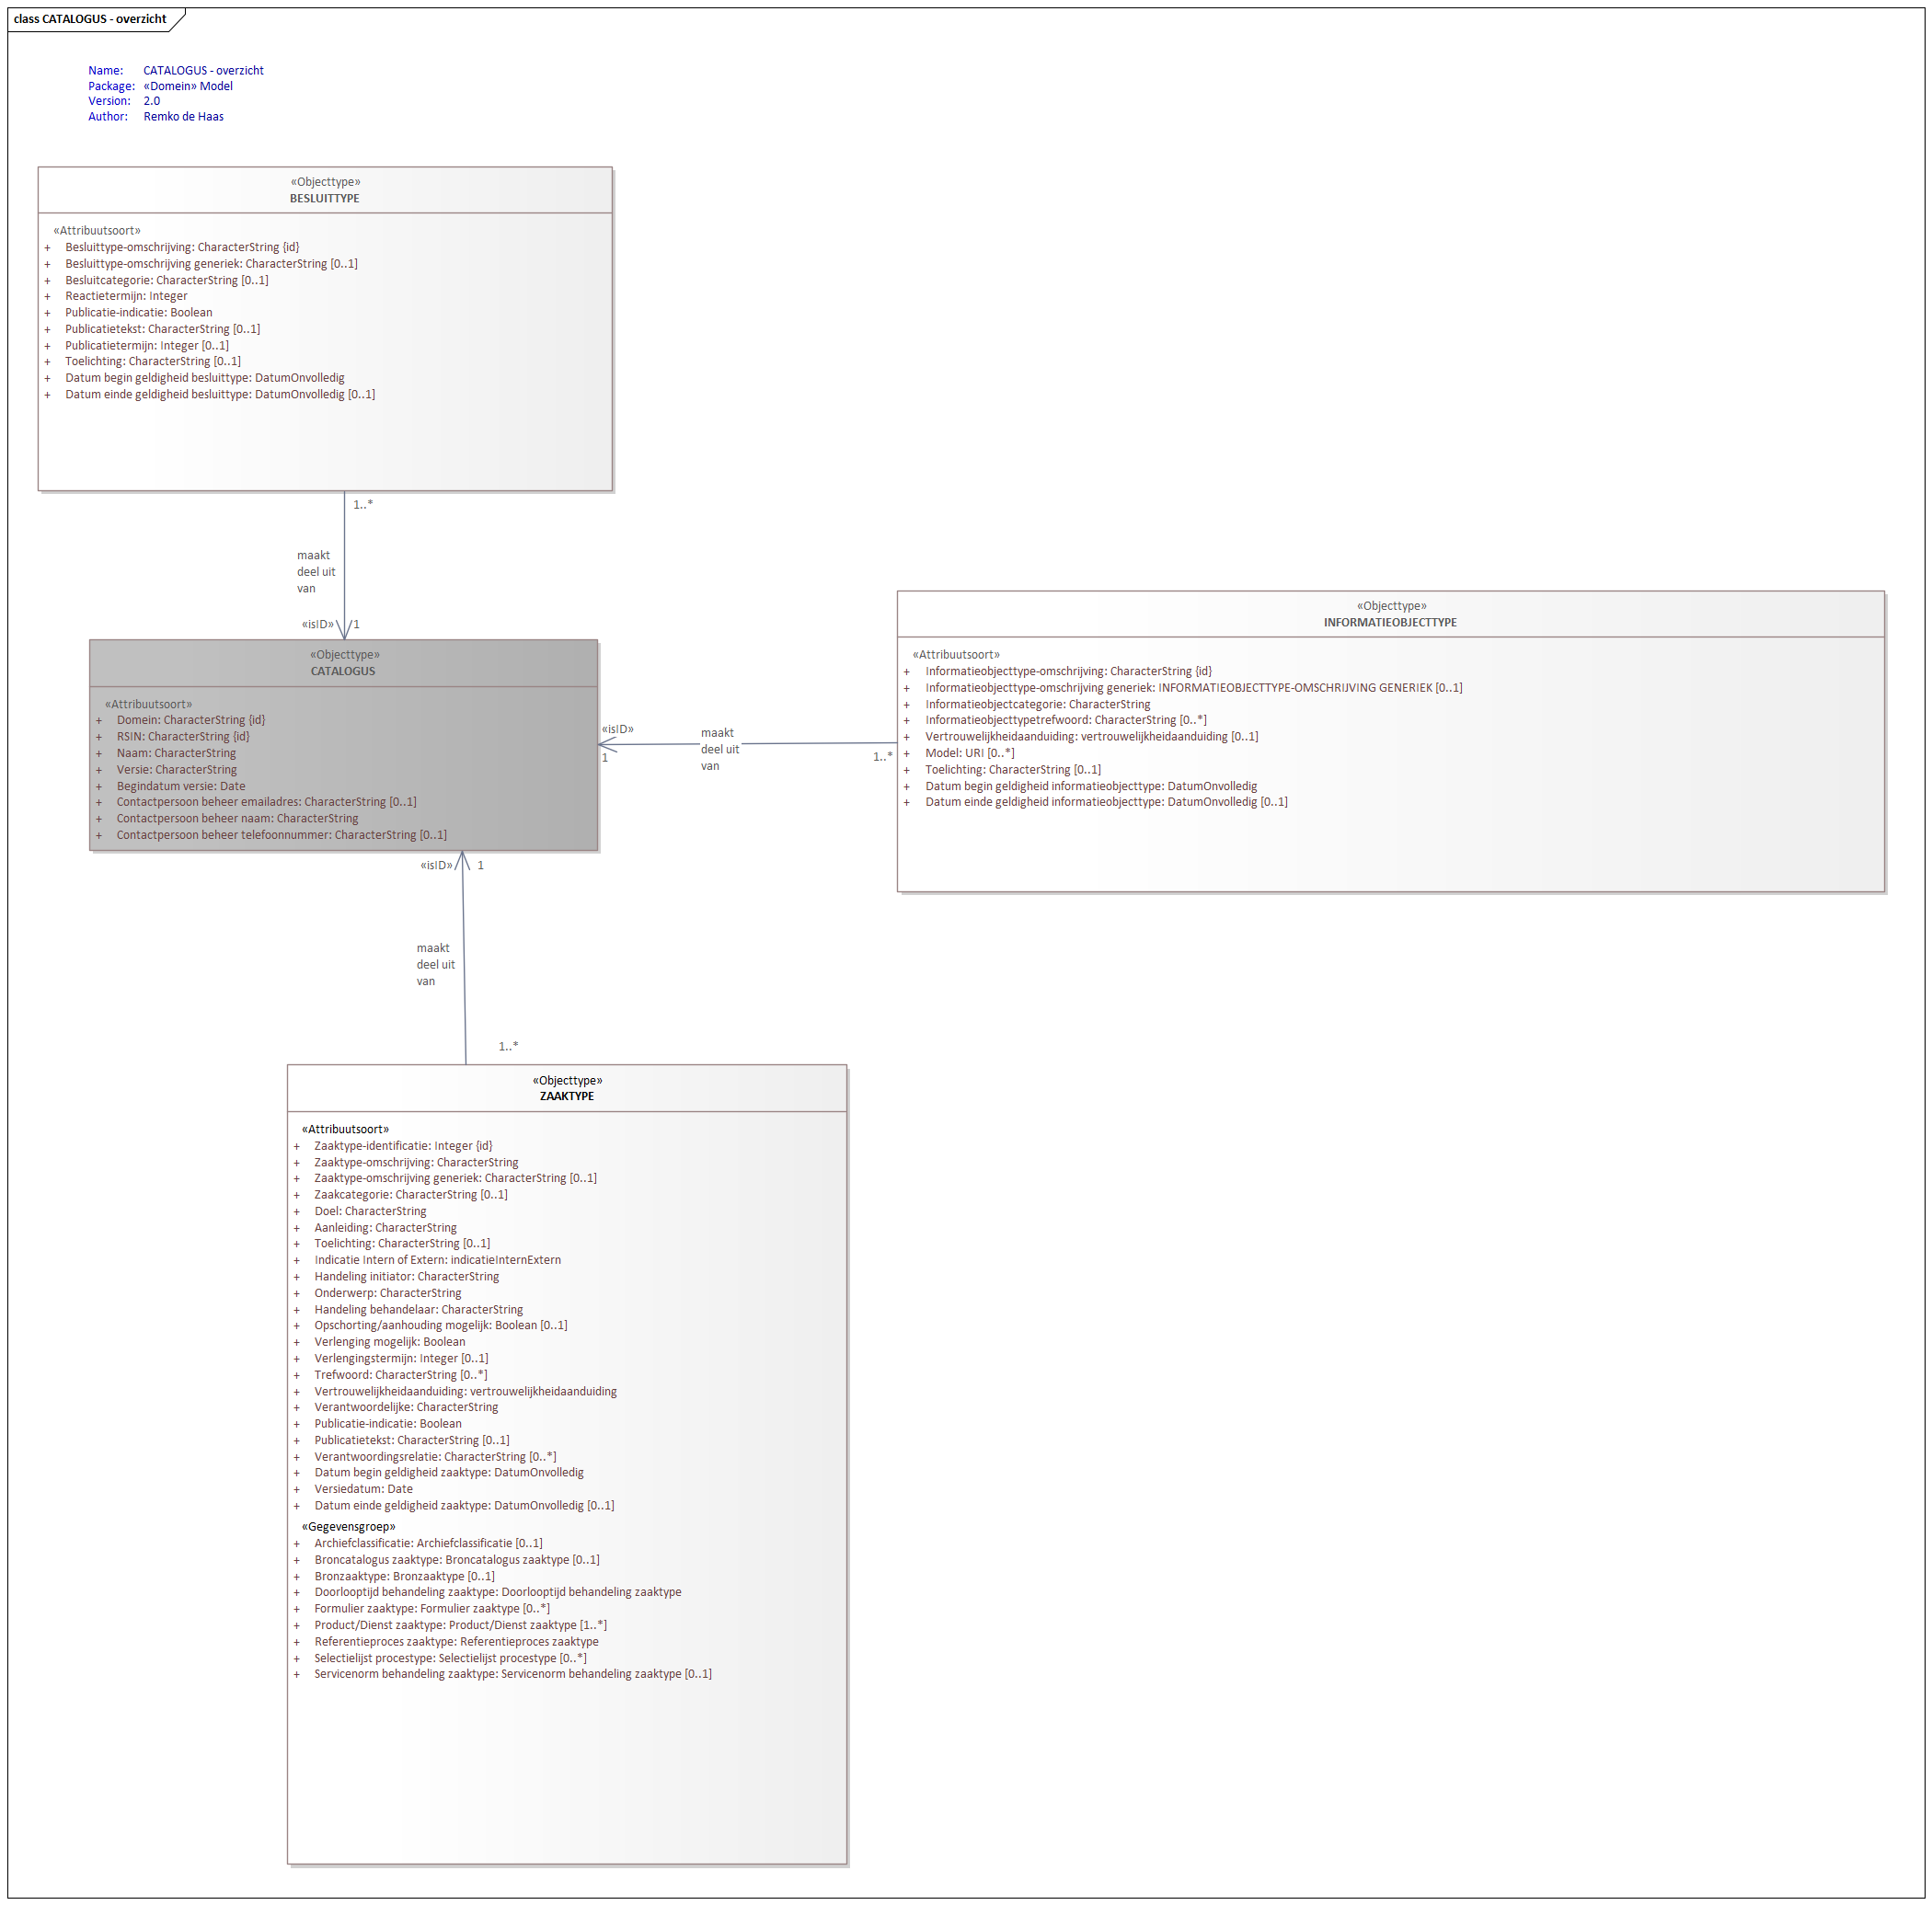 class CATALOGUS - overzicht
Name: CATALOGUS - overzicht
Package: «Domein» Model
Version: 2.0
Author: Remko de Haas
«Objecttype»
BESLUITTYPE
«Attribuutsoort»
+ Besluittype-omschrijving: CharacterString {id}
+ Besluittype-omschrijving generiek: CharacterString [0..1]
+ Besluitcategorie: CharacterString [0..1]
+ Reactietermijn: Integer
+ Publicatie-indicatie: Boolean
+ Publicatietekst: CharacterString [0..1]
+ Publicatietermijn: Integer [0..1]
+ Toelichting: CharacterString [0..1]
+ Datum begin geldigheid besluittype: DatumOnvolledig
+ Datum einde geldigheid besluittype: DatumOnvolledig [0..1]
1..*
maakt
deel uit
van
«isID» 1
«Objecttype»
CATALOGUS
«Attribuutsoort»
+ Domein: CharacterString {id}
+ RSIN: CharacterString {id}
+ Naam: CharacterString
+ Versie: CharacterString
+ Begindatum versie: Date
+ Contactpersoon beheer emailadres: CharacterString [0..1]
+ Contactpersoon beheer naam: CharacterString
+ Contactpersoon beheer telefoonnummer: CharacterString [0..1]
«isID»
1
maakt
deel uit
van
1..*
«Objecttype»
INFORMATIEOBJECTTYPE
«Attribuutsoort»
+ Informatieobjecttype-omschrijving: CharacterString {id}
+ Informatieobjecttype-omschrijving generiek: INFORMATIEOBJECTTYPE-OMSCHRIJVING GENERIEK [0..1]
+ Informatieobjectcategorie: CharacterString
+ Informatieobjecttypetrefwoord: CharacterString [0..*]
+ Vertrouwelijkheidaanduiding: vertrouwelijkheidaanduiding [0..1]
+ Model: URI [0..*]
+ Toelichting: CharacterString [0..1]
+ Datum begin geldigheid informatieobjecttype: DatumOnvolledig
+ Datum einde geldigheid informatieobjecttype: DatumOnvolledig [0..1]
«isID» 1
maakt
deel uit
van
1..*
«Objecttype»
ZAAKTYPE
«Attribuutsoort»
+ Zaaktype-identificatie: Integer {id}
+ Zaaktype-omschrijving: CharacterString
+ Zaaktype-omschrijving generiek: CharacterString [0..1]
+ Zaakcategorie: CharacterString [0..1]
+ Doel: CharacterString
+ Aanleiding: CharacterString
+ Toelichting: CharacterString [0..1]
+ Indicatie Intern of Extern: indicatieInternExtern
+ Handeling initiator: CharacterString
+ Onderwerp: CharacterString
+ Handeling behandelaar: CharacterString
+ Opschorting/aanhouding mogelijk: Boolean [0..1]
+ Verlenging mogelijk: Boolean
+ Verlengingstermijn: Integer [0..1]
+ Trefwoord: CharacterString [0..*]
+ Vertrouwelijkheidaanduiding: vertrouwelijkheidaanduiding
+ Verantwoordelijke: CharacterString
+ Publicatie-indicatie: Boolean
+ Publicatietekst: CharacterString [0..1]
+ Verantwoordingsrelatie: CharacterString [0..*]
+ Datum begin geldigheid zaaktype: DatumOnvolledig
+ Versiedatum: Date
+ Datum einde geldigheid zaaktype: DatumOnvolledig [0..1]
«Gegevensgroep»
+ Archiefclassificatie: Archiefclassificatie [0..1]
+ Broncatalogus zaaktype: Broncatalogus zaaktype [0..1]
+ Bronzaaktype: Bronzaaktype [0..1]
+ Doorlooptijd behandeling zaaktype: Doorlooptijd behandeling zaaktype
+ Formulier zaaktype: Formulier zaaktype [0..*]
+ Product/Dienst zaaktype: Product/Dienst zaaktype [1..*]
+ Referentieproces zaaktype: Referentieproces zaaktype
+ Selectielijst procestype: Selectielijst procestype [0..*]
+ Servicenorm behandeling zaaktype: Servicenorm behandeling zaaktype [0..1]